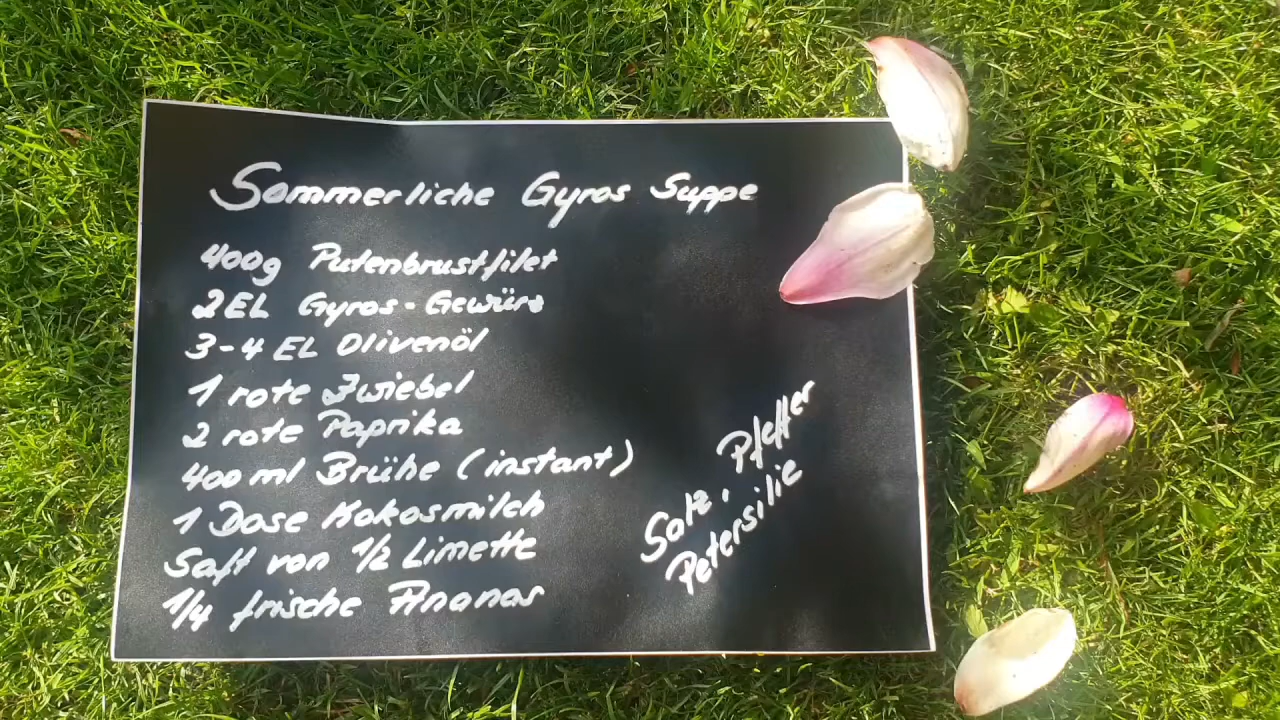 Sommerliche Gyros Suppe
400g Putenbrustfilet
2EL Gyros-Gewürz
3-4 EL Olivenöl
1 rote Zwiebel
2 rote Paprika
400ml Brühe (instant)
1 Dose Kokosmilch
Saft von 1/2 Limette
1/4 frische Ananas
Salz, Pfeffer
Petersilie